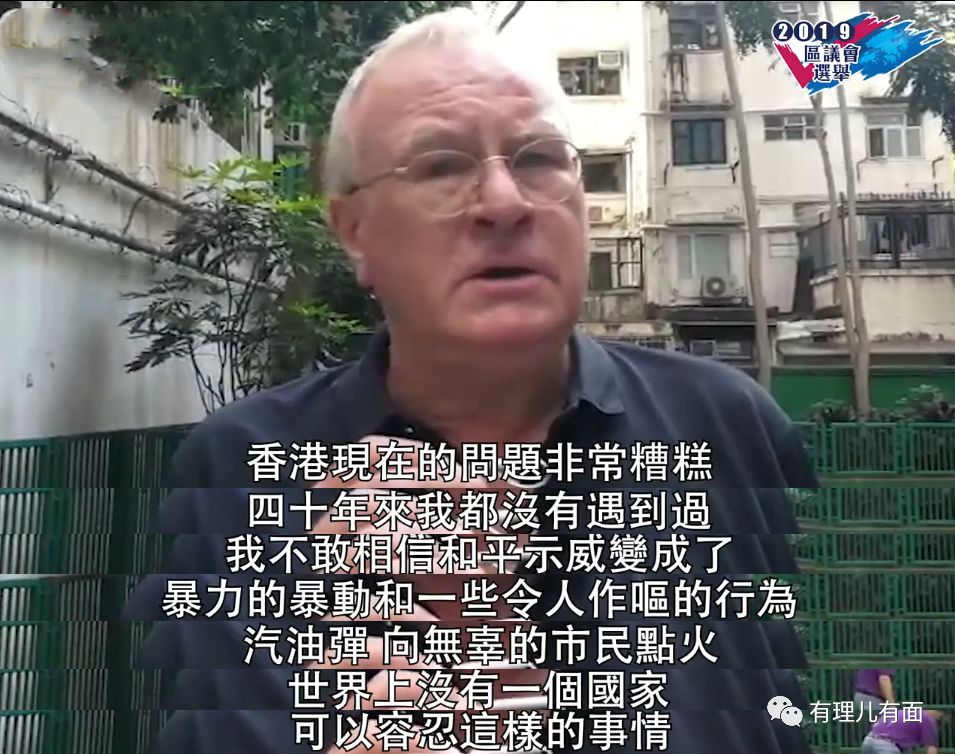 2019
區議會
選舉
香港現在的問題非常糟糕
四十年來我都沒有遇到過
我不敢相信和平示威變成了
暴力的暴動和一些令人作嘔的行為
汽油彈 向無辜的市民點火
世界上沒有一個國家
可以容忍這樣的事情
有理儿有面